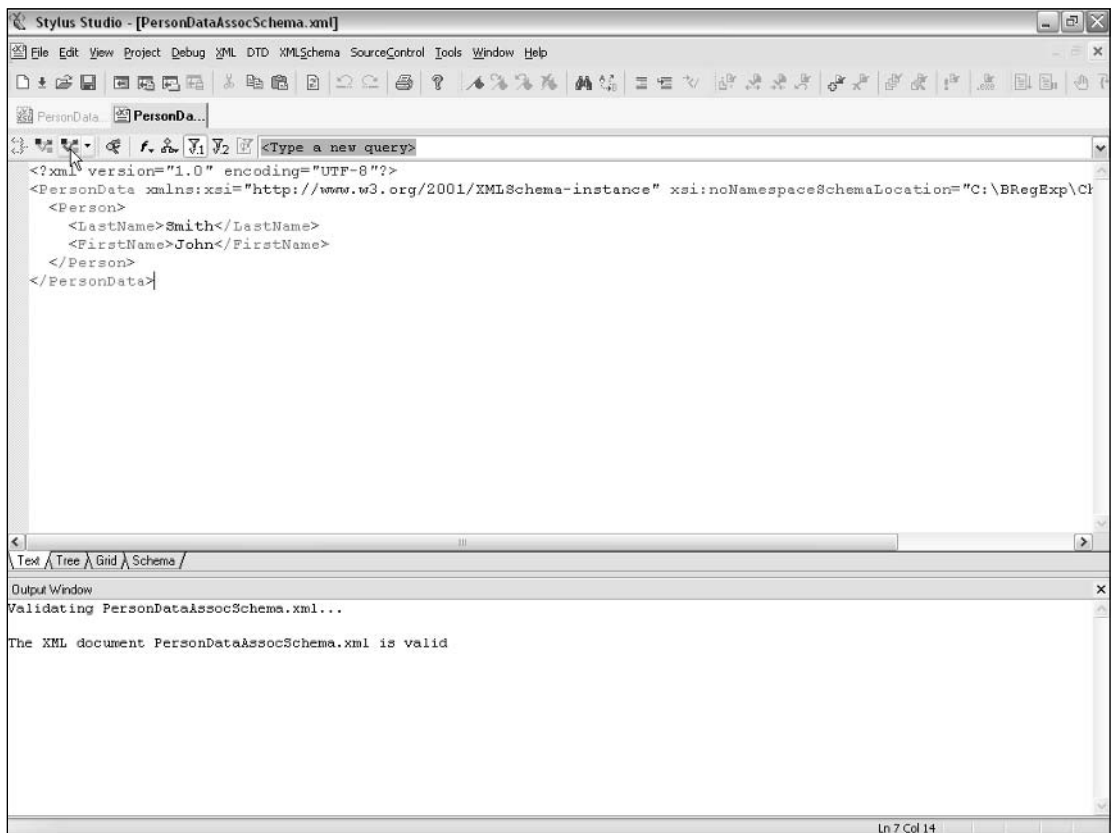 Stylus Studio - [PersonDataAssocSchema.xml]
File Edit View Project Debug XML DTD XMLSchema SourceControl Tools Window Help
PersonData... PersonDa...
<Type a new query>
<?xml version="1.0" encoding="UTF-8"?>
<PersonData xmlns:xsi="http://www.w3.org/2001/XMLSchema-instance" xsi:noNamespaceSchemaLocation="C:\BRegExp\Ch
<Person>
<LastName>Smith</LastName>
<FirstName>John</FirstName>
</Person>
</PersonData>
Text Tree Grid Schema
Output Window
Validating PersonDataAssocSchema.xml...
The XML document PersonDataAssocSchema.xml is valid
Ln 7 Col 14